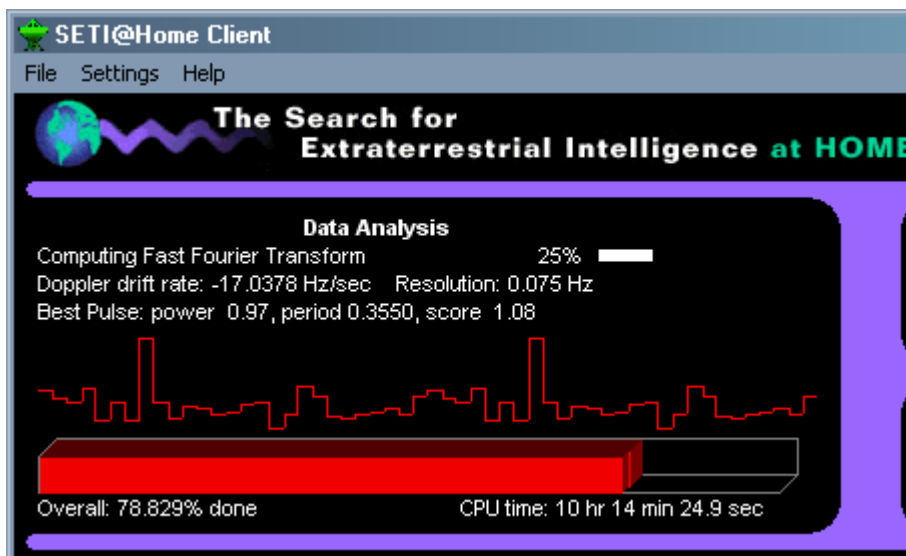 SETI@Home Client
File Settings Help
The Search for
Extraterrestrial Intelligence at HOME
Data Analysis
Computing Fast Fourier Transform 25%
Doppler drift rate: -17.0378 Hz/sec Resolution: 0.075 Hz
Best Pulse: power 0.97, period 0.3550, score 1.08
Overall: 78.829% done CPU time: 10 hr 14 min 24.9 sec